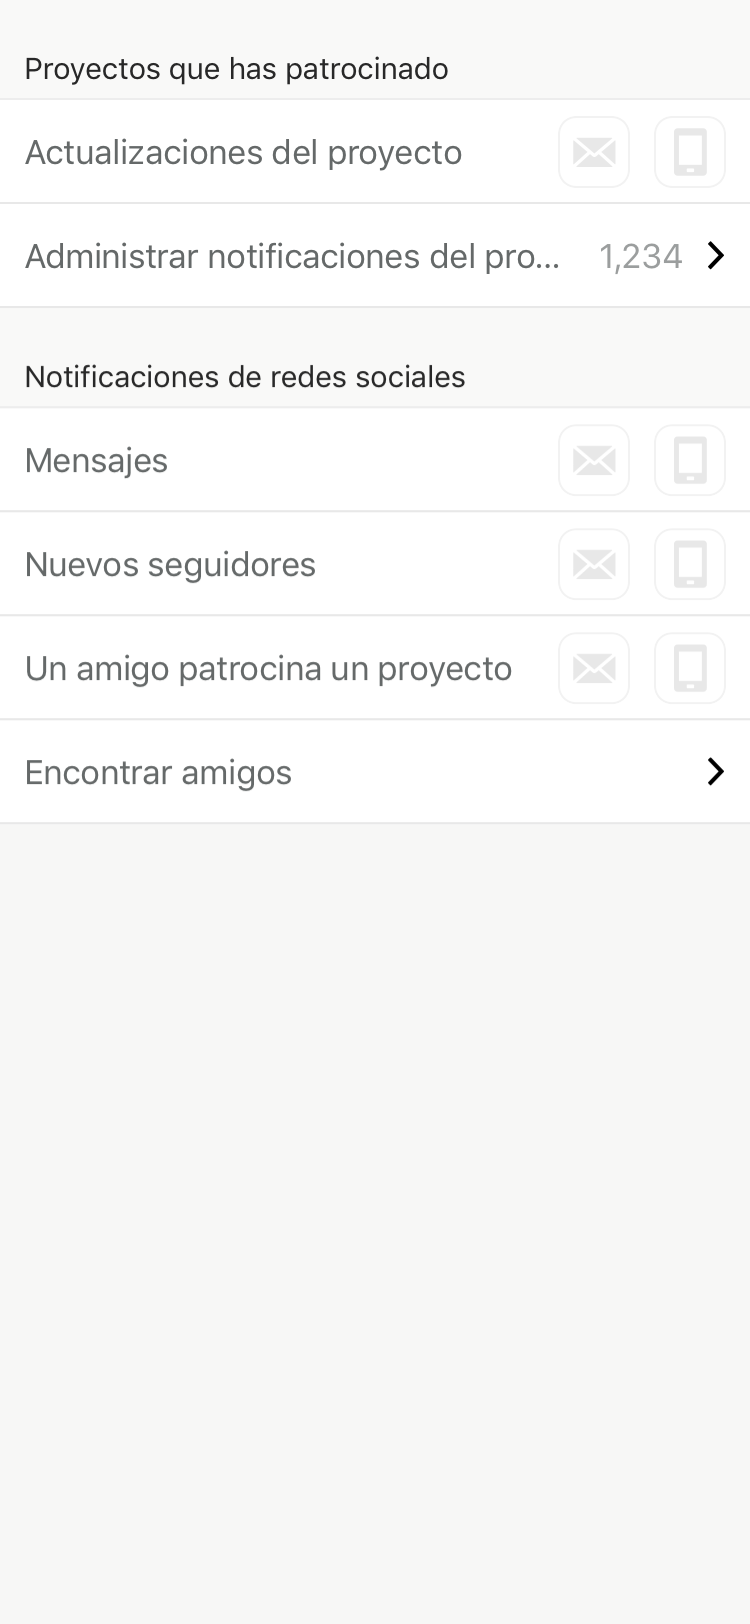 Proyectos que has patrocinado
Actualizaciones del proyecto
Administrar notificaciones del pro... 1,234
Notificaciones de redes sociales
Mensajes
Nuevos seguidores
Un amigo patrocina un proyecto
Encontrar amigos